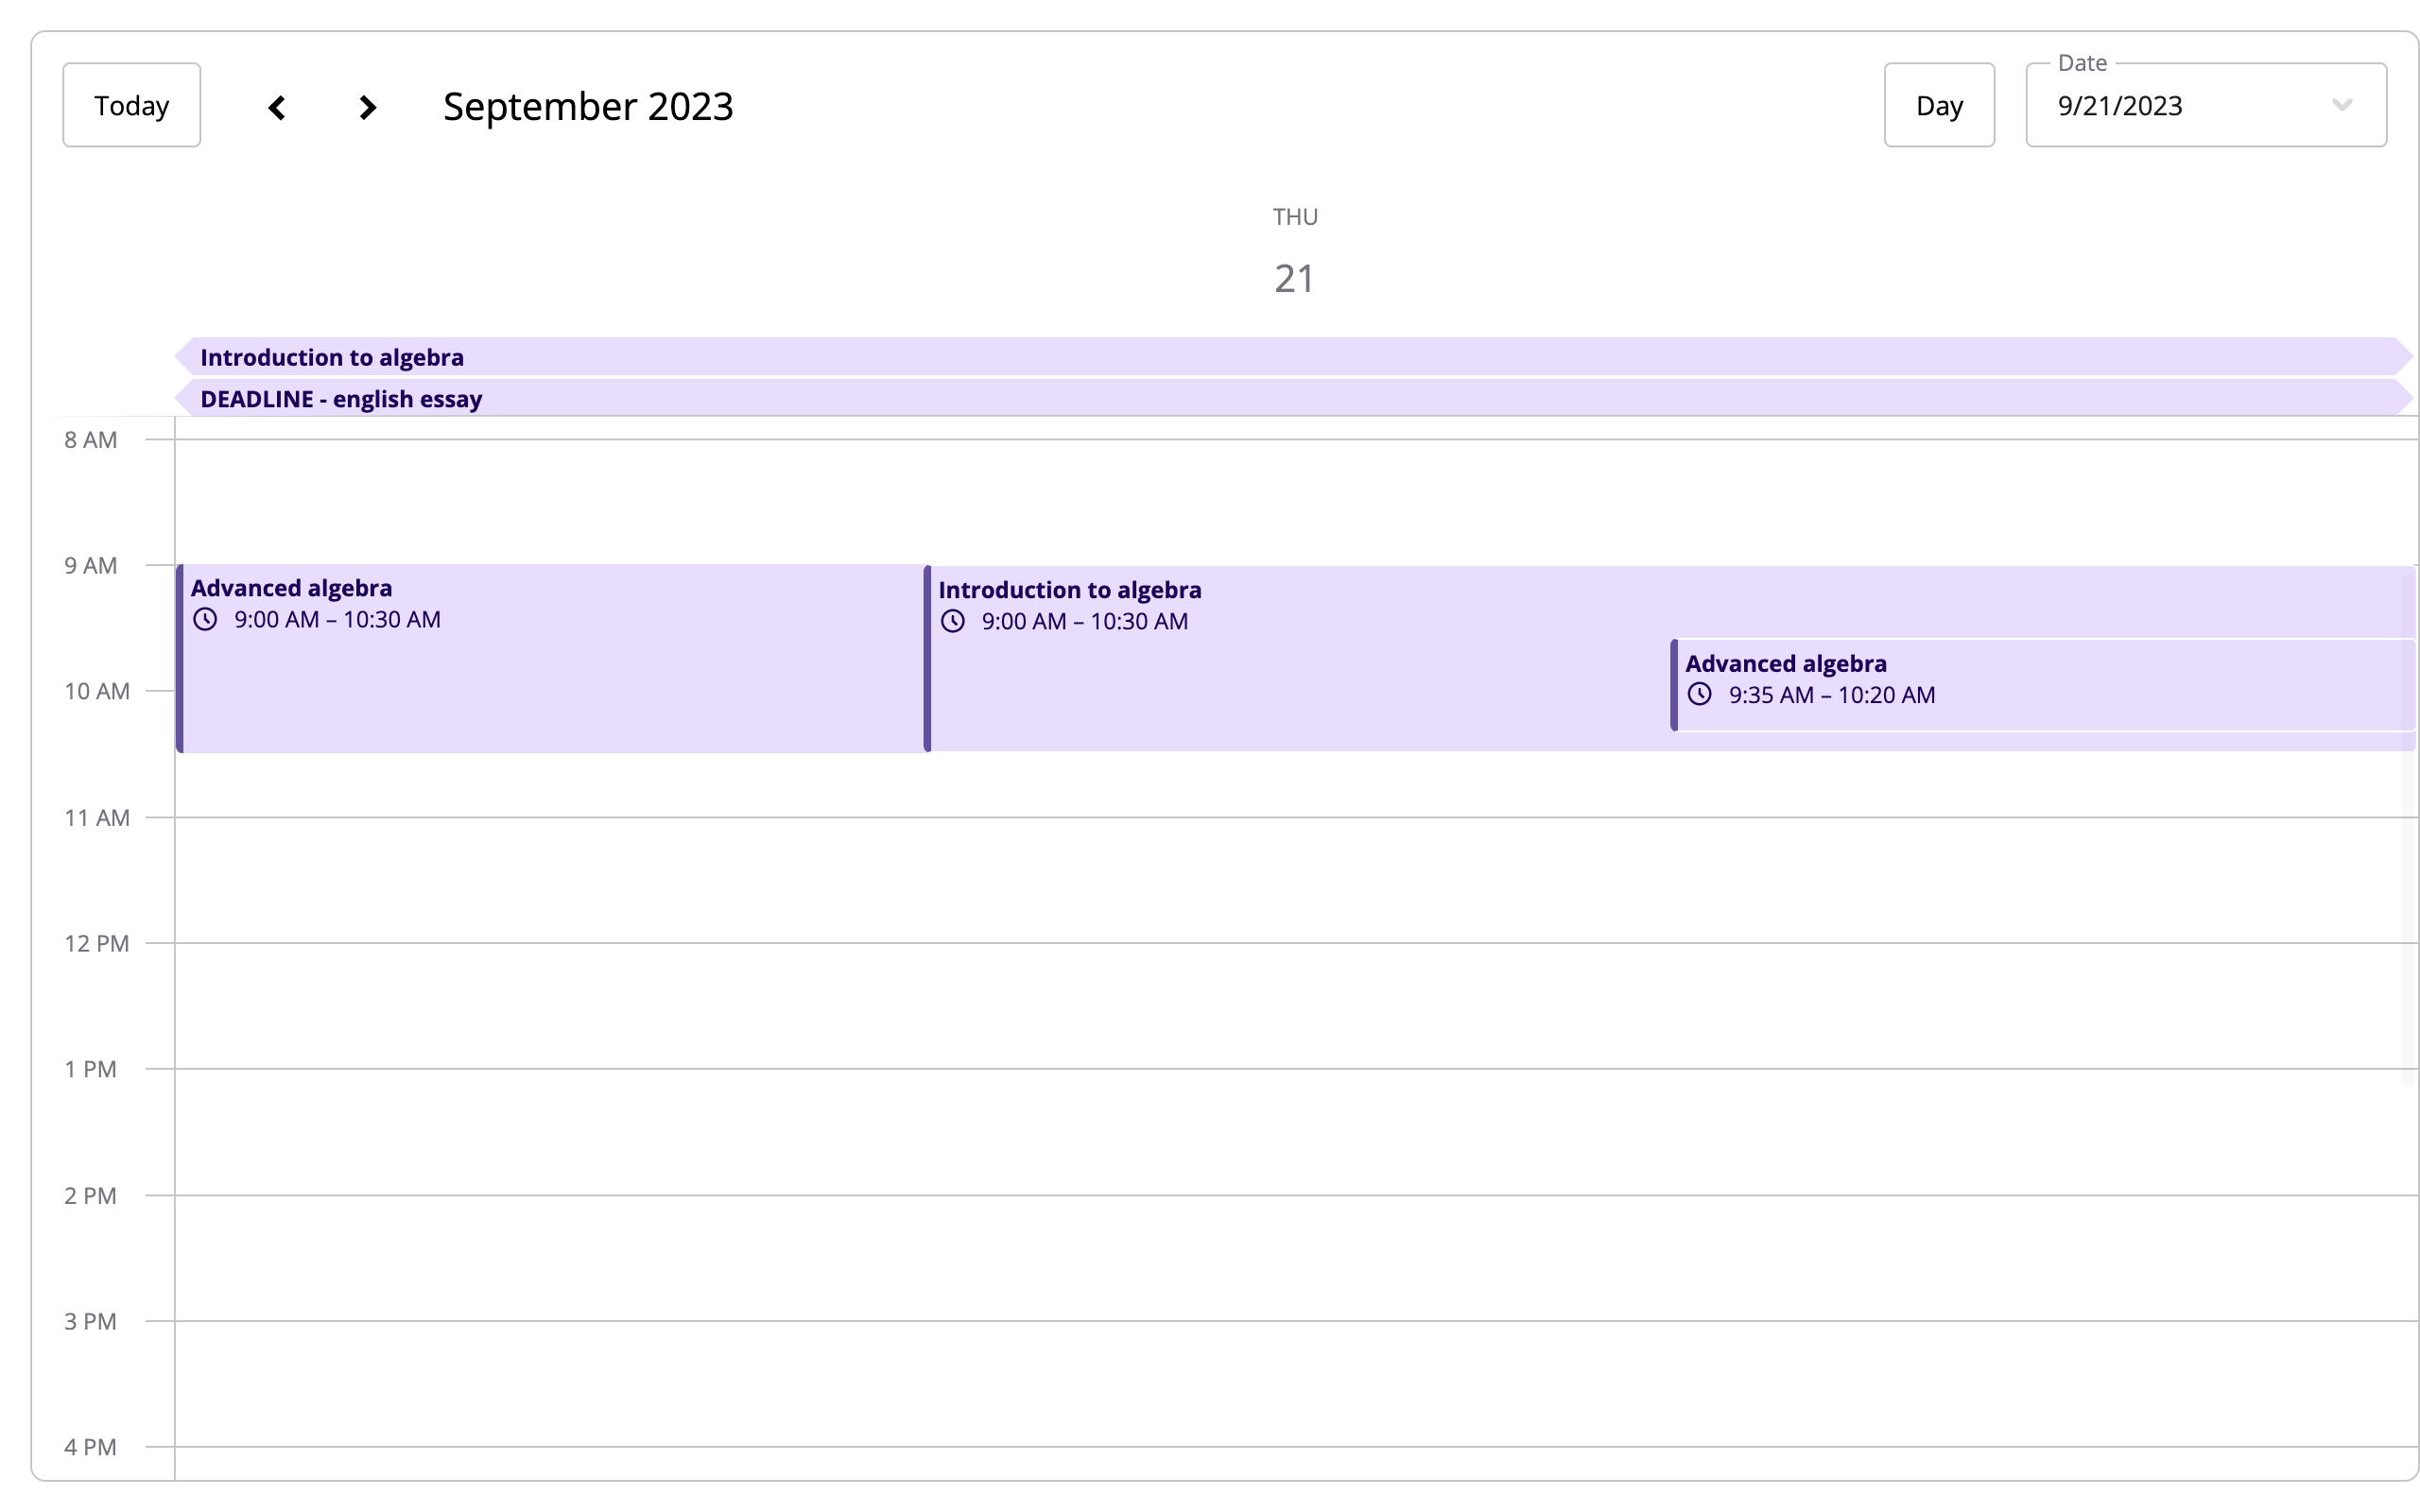 Today
September 2023
Day
Date
9/21/2023
THU
21
Introduction to algebra
DEADLINE - english essay
8 AM
9 AM
Advanced algebra
9:00 AM – 10:30 AM
Introduction to algebra
9:00 AM – 10:30 AM
Advanced algebra
9:35 AM – 10:20 AM
10 AM
11 AM
12 PM
1 PM
2 PM
3 PM
4 PM